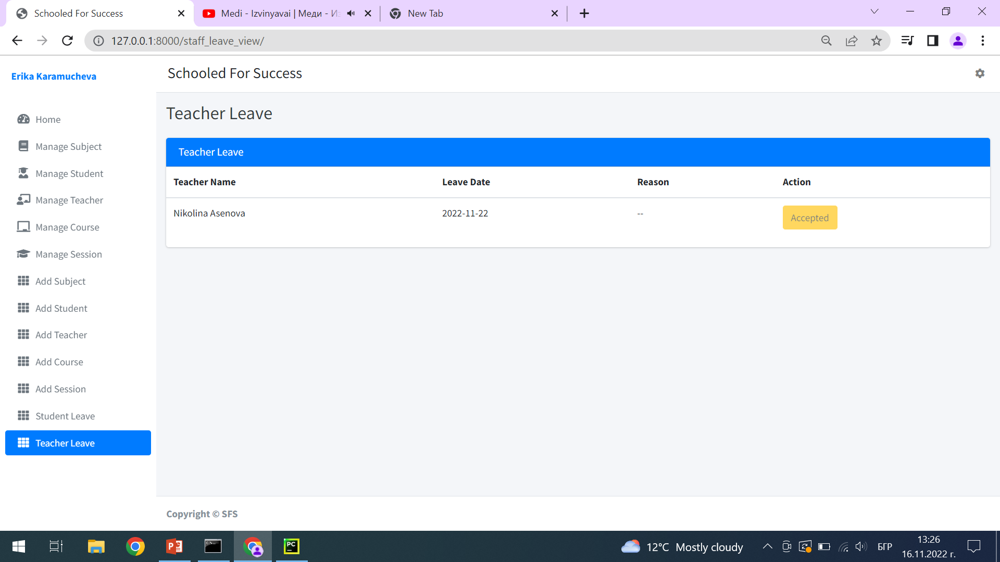 Schooled For Success
Medi - Izvinyavai | Меди - Из
New Tab
127.0.0.1:8000/staff_leave_view/
Erika Karamucheva
Schooled For Success
Home
Manage Subject
Manage Student
Manage Teacher
Manage Course
Manage Session
Add Subject
Add Student
Add Teacher
Add Course
Add Session
Student Leave
Teacher Leave
Teacher Leave
Teacher Leave
Teacher Name Leave Date Reason Action
Nikolina Asenova 2022-11-22 -- Accepted
Copyright © SFS
12°C Mostly cloudy
БГР
13:26
16.11.2022 г.